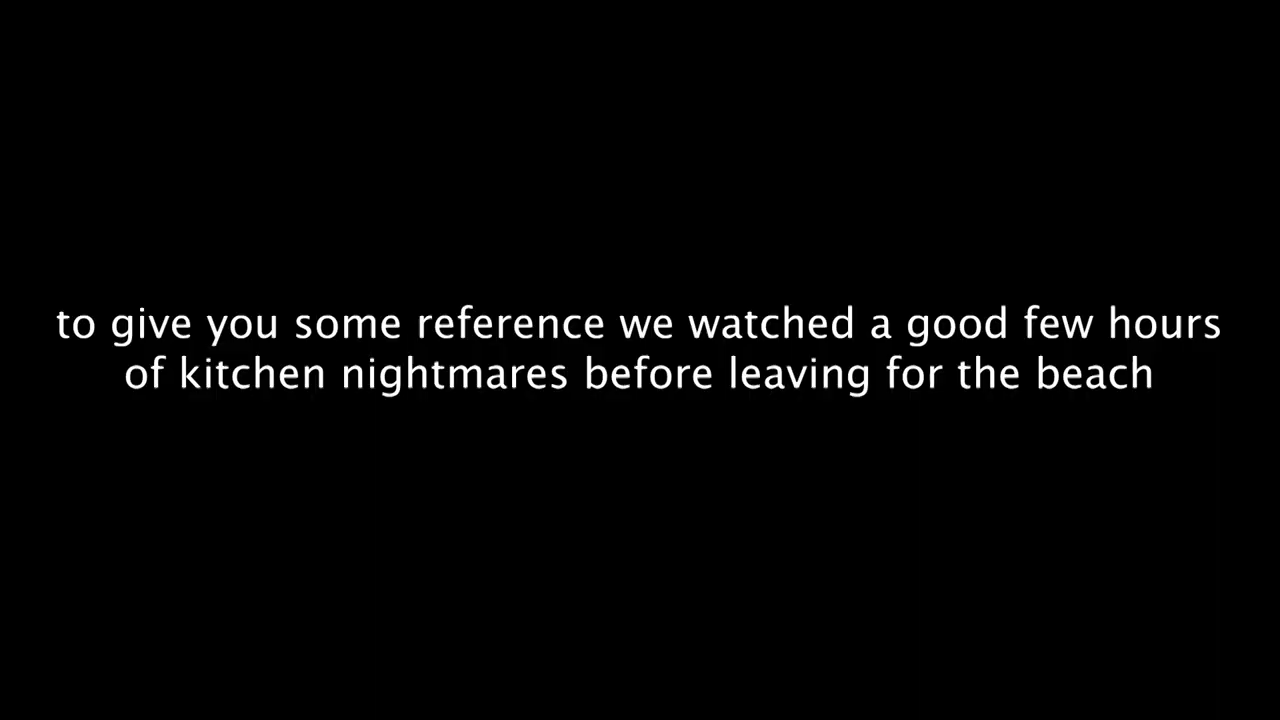 to give you some reference we watched a good few hours
of kitchen nightmares before leaving for the beach